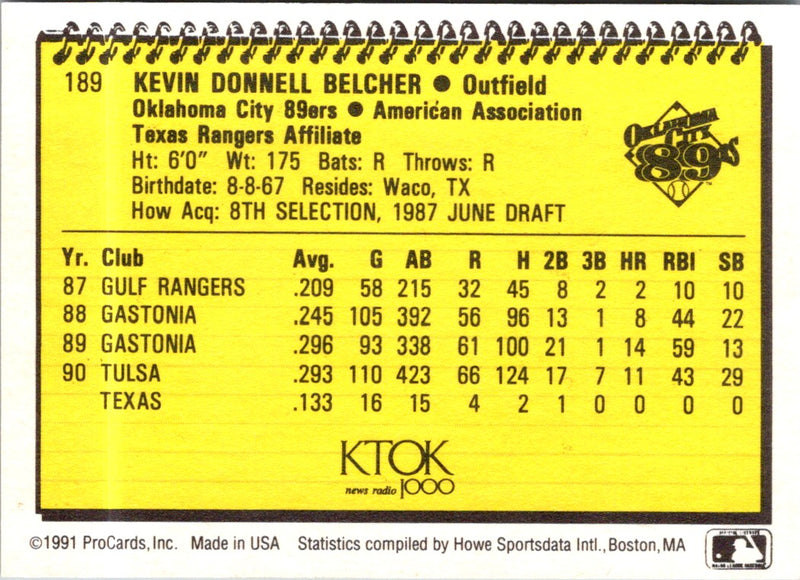 189 KEVIN DONNELL BELCHER ● Outfield
Oklahoma City 89ers ● American Association
Texas Rangers Affiliate
Ht: 6'0" Wt: 175 Bats: R Throws: R
Birthdate: 8-8-67 Resides: Waco, TX
How Acq: 8TH SELECTION, 1987 JUNE DRAFT
OKLAHOMA
CITY
89ers
TM
Yr. Club Avg. G AB R H 2B 3B HR RBI SB
87 GULF RANGERS .209 58 215 32 45 8 2 2 10 10
88 GASTONIA .245 105 392 56 96 13 1 8 44 22
89 GASTONIA .296 93 338 61 100 21 1 14 59 13
90 TULSA .293 110 423 66 124 17 7 11 43 29
TEXAS .133 16 15 4 2 1 0 0 0 0
KTOK
news radio 1000
©1991 ProCards, Inc. Made in USA Statistics compiled by Howe Sportsdata Intl., Boston, MA